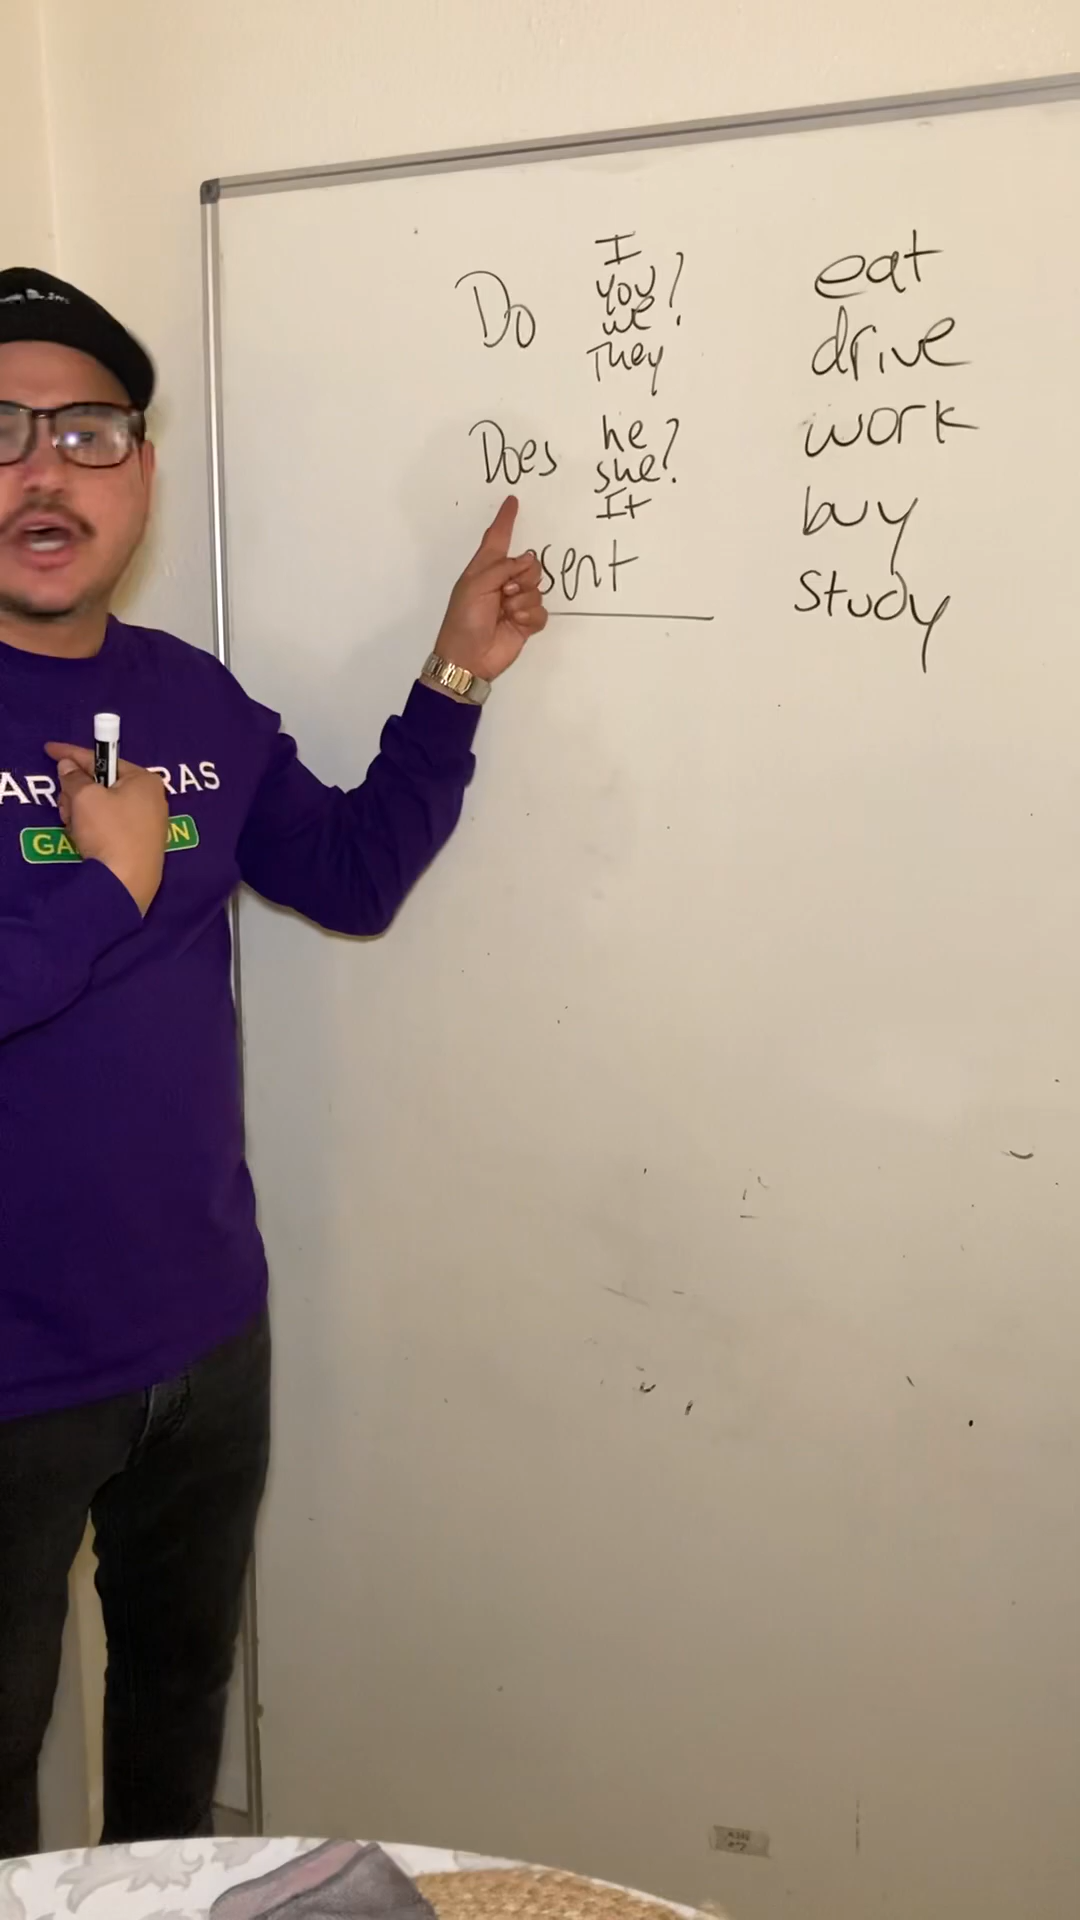 I
Do you?
we
They
Does he?
she
It
sent
eat
drive
work
buy
study